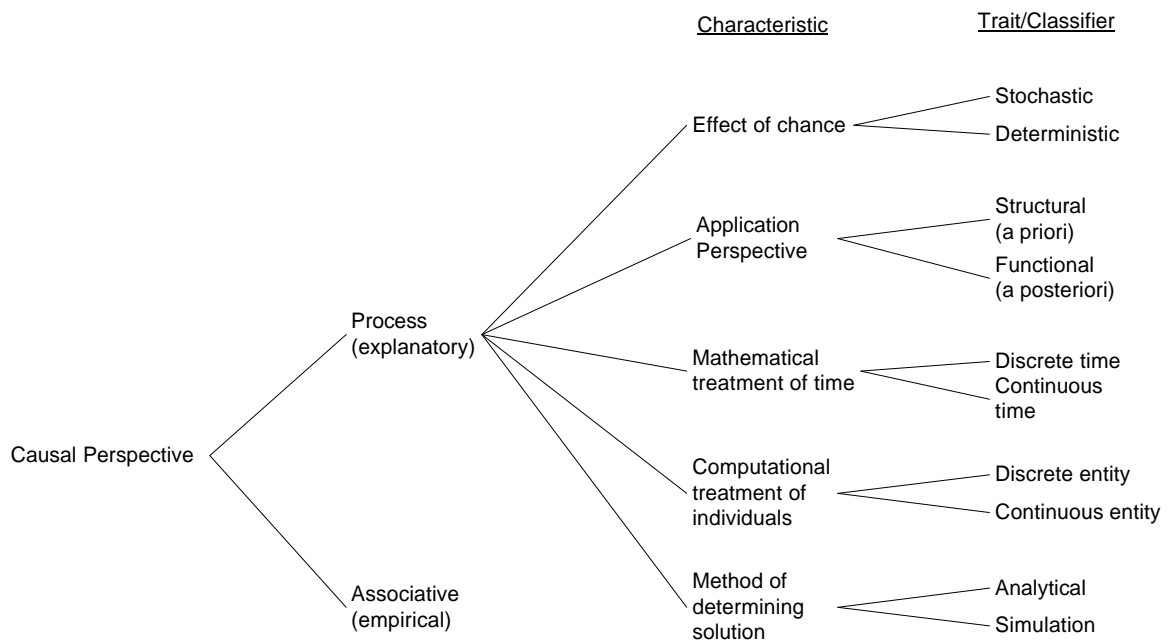 Characteristic
Trait/Classifier
Stochastic
Effect of chance
Deterministic
Structural
(a priori)
Application
Perspective
Functional
(a posteriori)
Process
(explanatory)
Mathematical
treatment of time
Discrete time
Continuous
time
Causal Perspective
Computational
treatment of
individuals
Discrete entity
Continuous entity
Associative
(empirical)
Method of
determining
solution
Analytical
Simulation